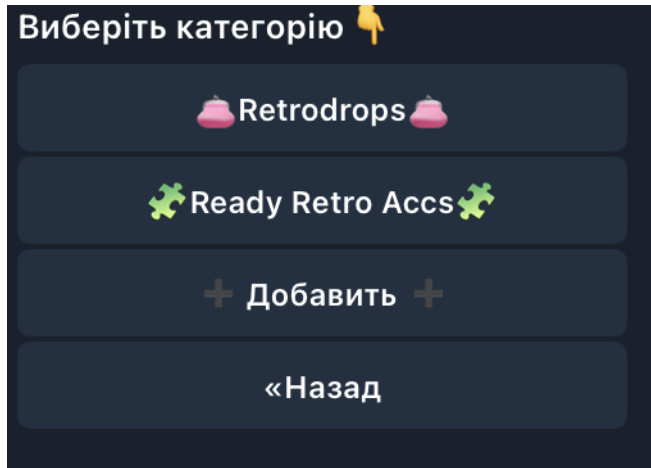 Виберіть категорію 👇
👛Retrodrops👛
🧩Ready Retro Accs🧩
➕ Добавить ➕
«Назад